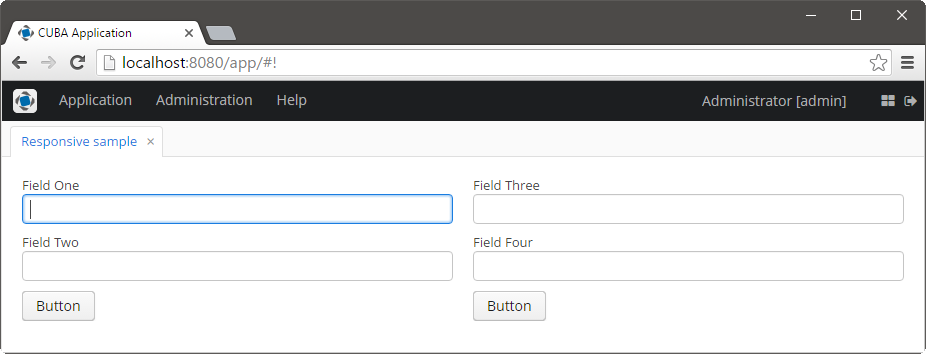 CUBA Application
localhost:8080/app/#!
Application Administration Help Administrator [admin]
Responsive sample
Field One Field Three
Field Two Field Four
Button Button